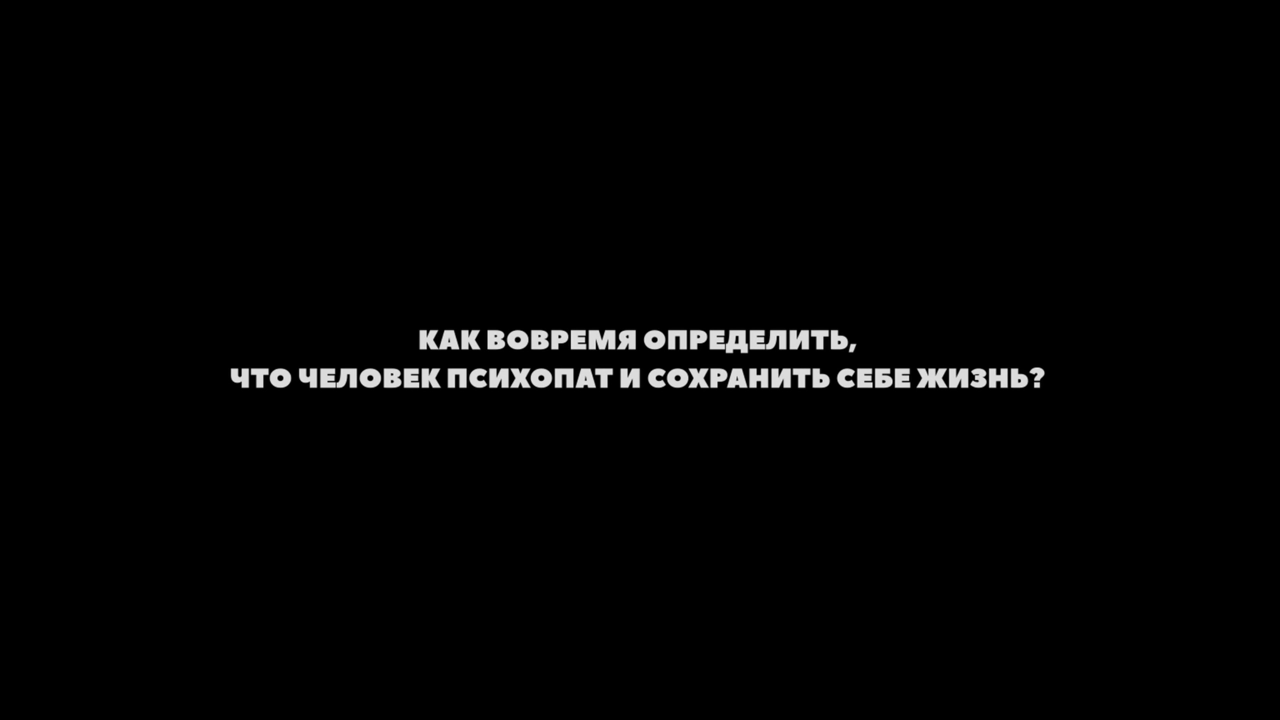 КАК ВОВРЕМЯ ОПРЕДЕЛИТЬ,
ЧТО ЧЕЛОВЕК ПСИХОПАТ И СОХРАНИТЬ СЕБЕ ЖИЗНЬ?